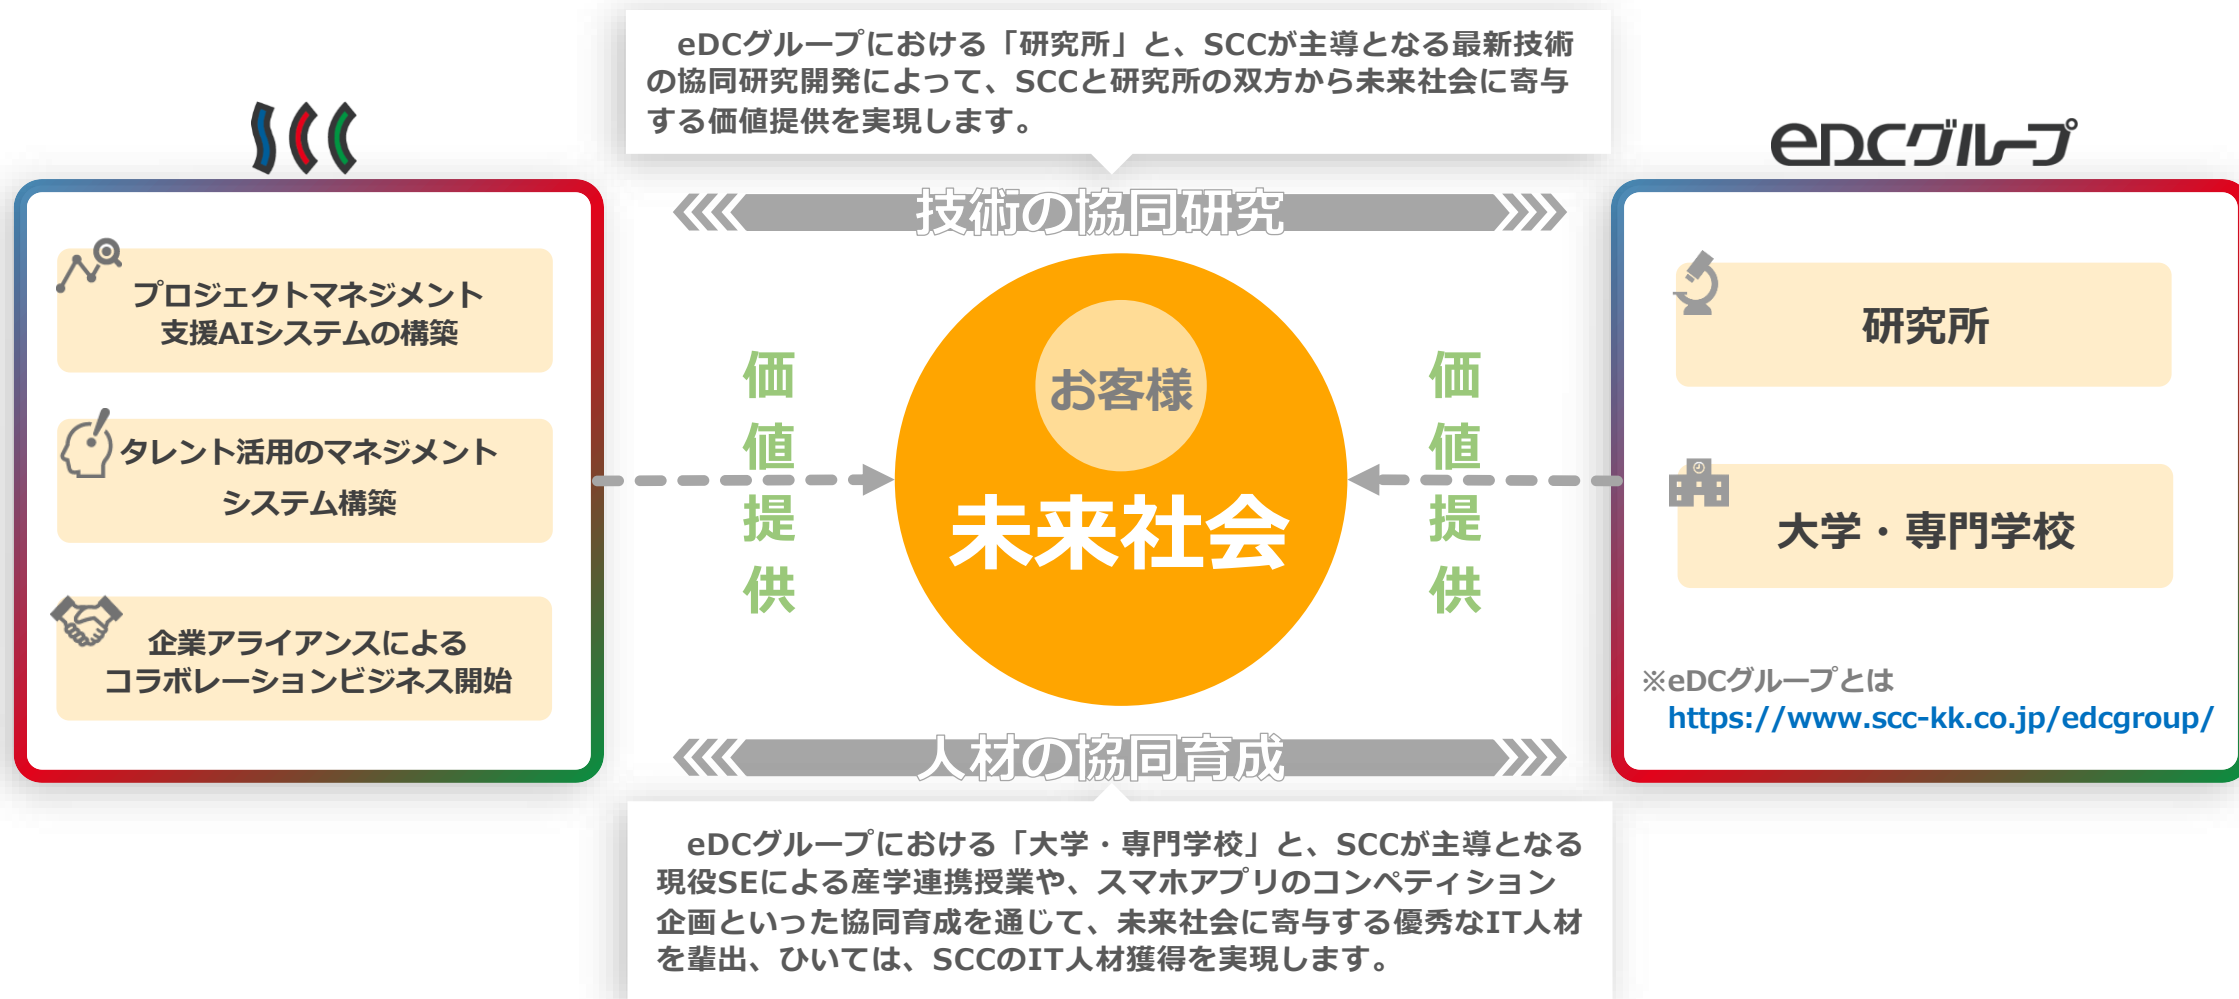 eDCグループにおける「研究所」と、SCCが主導となる最新技術
の協同研究開発によって、SCCと研究所の双方から未来社会に寄与
する価値提供を実現します。
SCC
eDCグループ
技術の協同研究
プロジェクトマネジメント
支援AIシステムの構築
タレント活用のマネジメント
システム構築
企業アライアンスによる
コラボレーションビジネス開始
価値提供
お客様
未来社会
価値提供
研究所
大学・専門学校
※eDCグループとは
https://www.scc-kk.co.jp/edcgroup/
人材の協同育成
eDCグループにおける「大学・専門学校」と、SCCが主導となる
現役SEによる産学連携授業や、スマホアプリのコンペティション
企画といった協同育成を通じて、未来社会に寄与する優秀なIT人材
を輩出、ひいては、SCCのIT人材獲得を実現します。